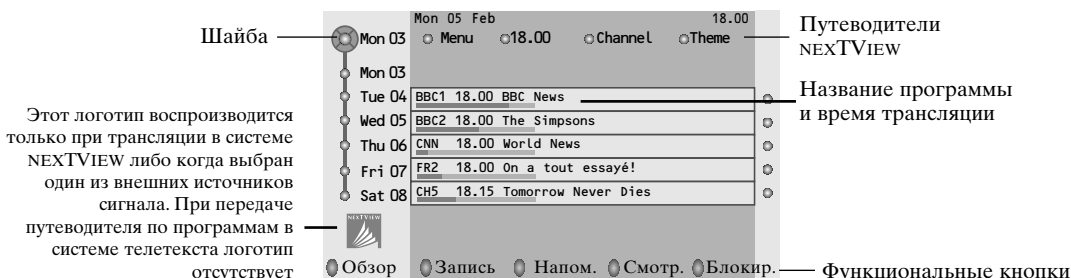 Mon 05 Feb 18.00
Шайба
Mon 03 Menu 18.00 Channel Theme
Путеводители
NEXTVIEW
Mon 03
Tue 04 BBC1 18.00 BBC News
Wed 05 BBC2 18.00 The Simpsons
Thu 06 CNN 18.00 World News
Fri 07 FR2 18.00 On a tout essayé!
Sat 08 CH5 18.15 Tomorrow Never Dies
Название программы
и время трансляции
Этот логотип воспроизводится
только при трансляции в системе
NEXTVIEW либо когда выбран
один из внешних источников
сигнала. При передаче
путеводителя по программам в
системе телетекста логотип
отсутствует
NEXTVIEW
Обзор Запись Напом. Смотр. Блокир.
Функциональные кнопки